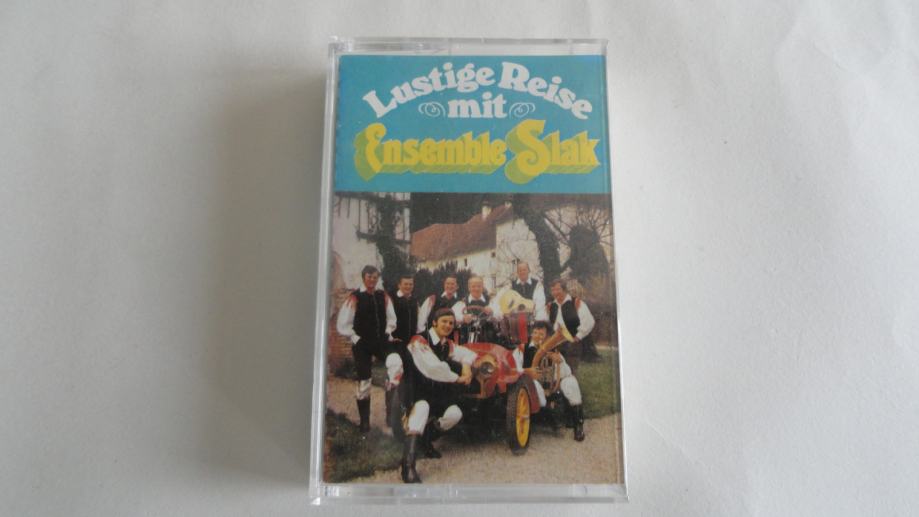 Lustige Reise
mit
Ensemble Slak